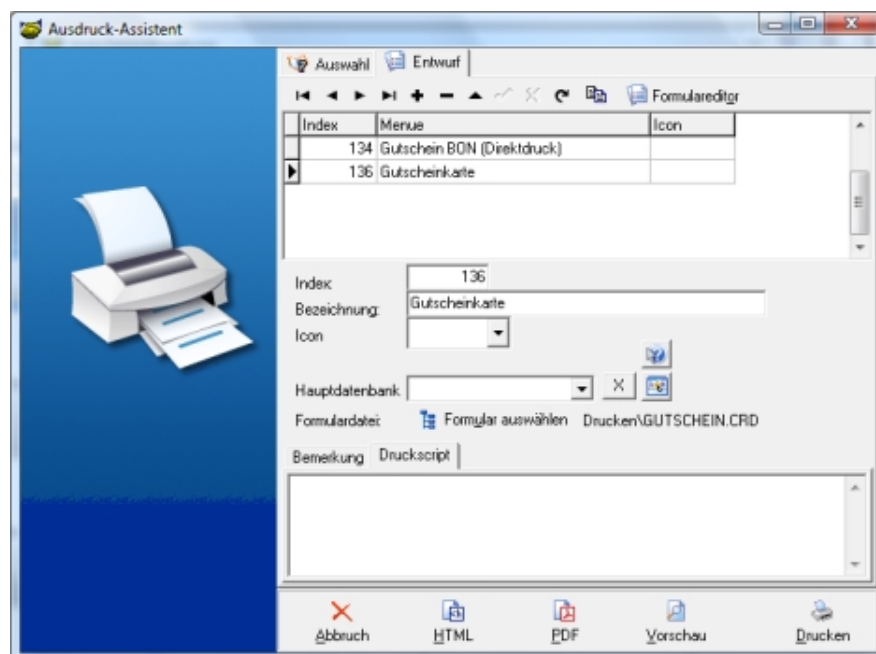 Ausdruck-Assistent
Auswahl Entwurf
Formulareditor
Index Menue Icon
134 Gutschein BON (Direktdruck)
136 Gutscheinkarte
Index: 136
Bezeichnung: Gutscheinkarte
Icon
Hauptdatenbank X
Formulardatei: Formular auswählen Drucken\GUTSCHEIN.CRD
Bemerkung Druckscript
Abbruch HTML PDF Vorschau Drucken